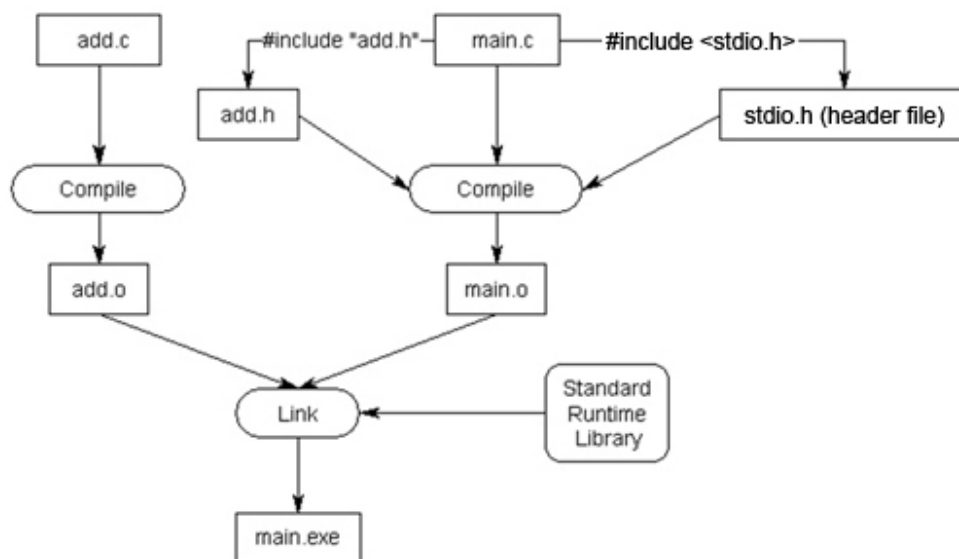 add.c
#include "add.h"
main.c
#include <stdio.h>
add.h
stdio.h (header file)
Compile
Compile
add.o
main.o
Link
Standard
Runtime
Library
main.exe